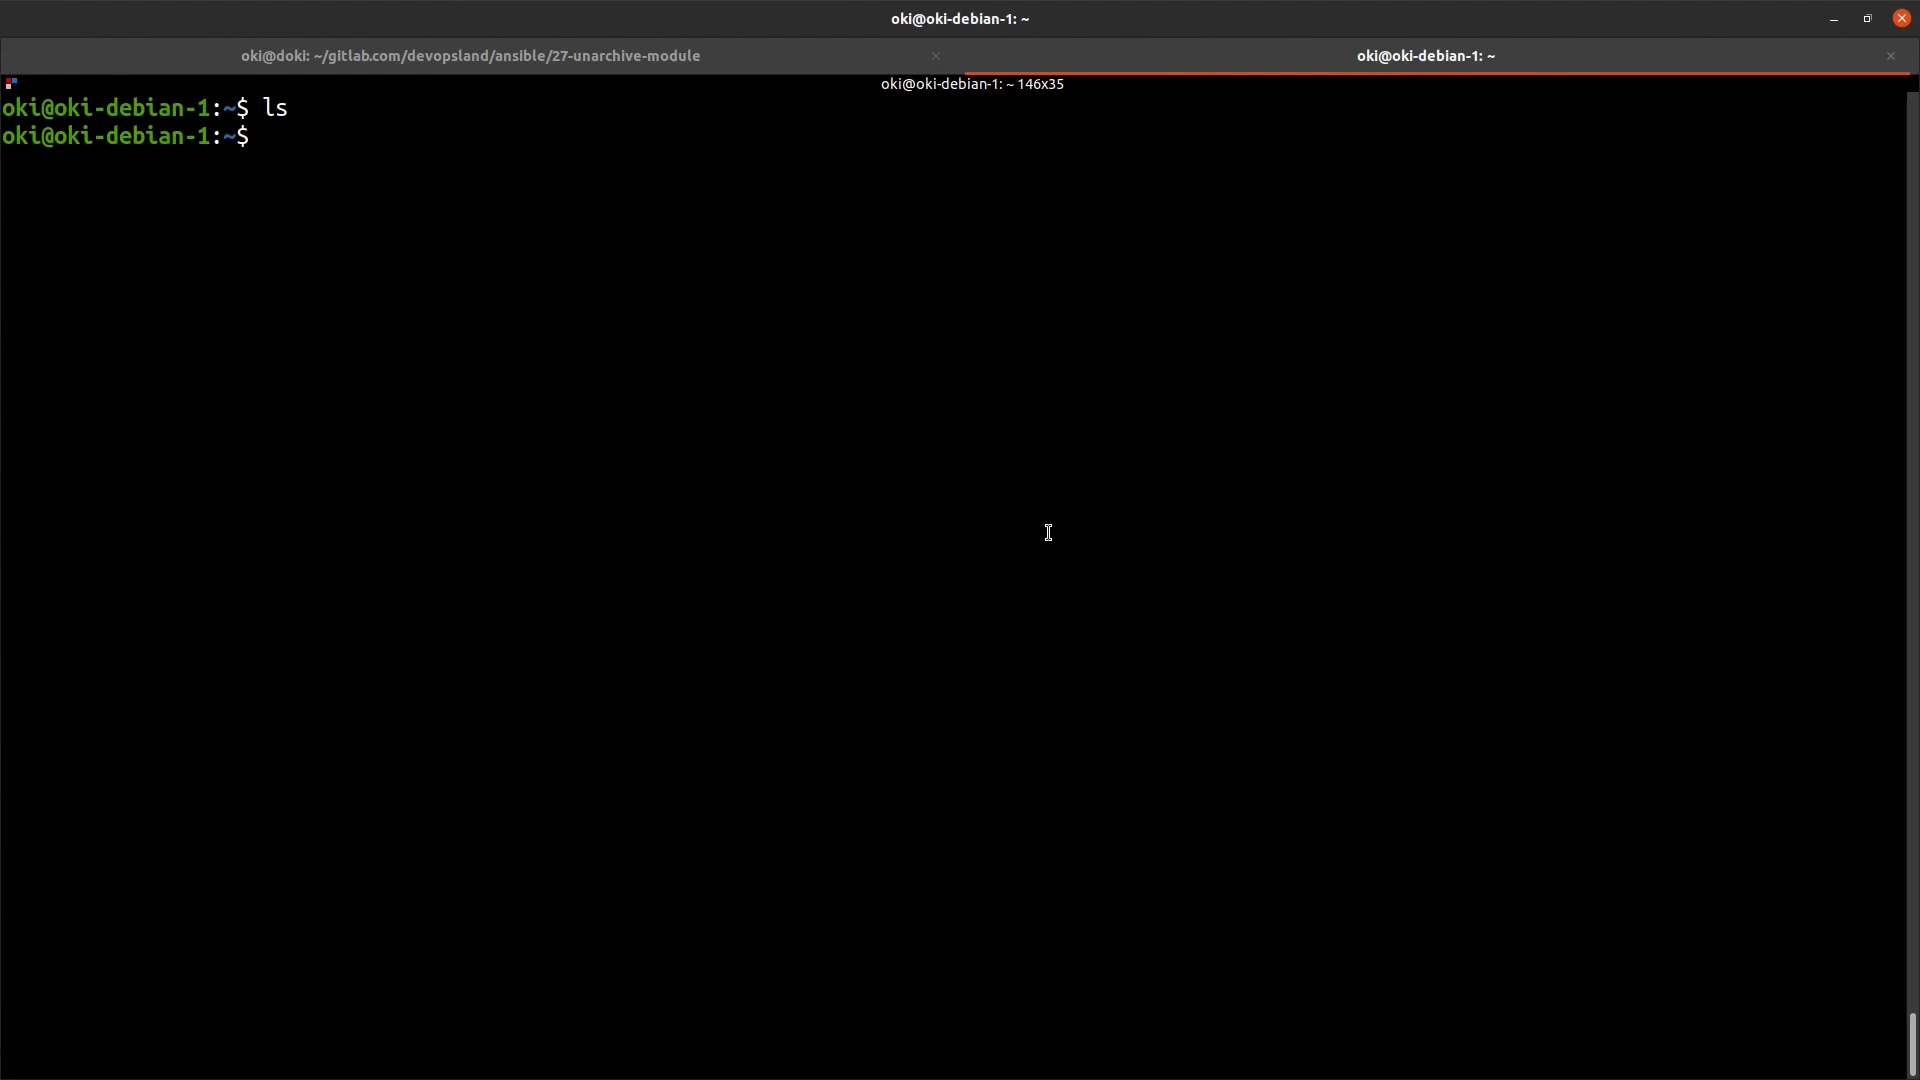 oki@oki-debian-1: ~
oki@doki: ~/gitlab.com/devopsland/ansible/27-unarchive-module
oki@oki-debian-1: ~
oki@oki-debian-1: ~ 146x35
oki@oki-debian-1:~$ ls
oki@oki-debian-1:~$